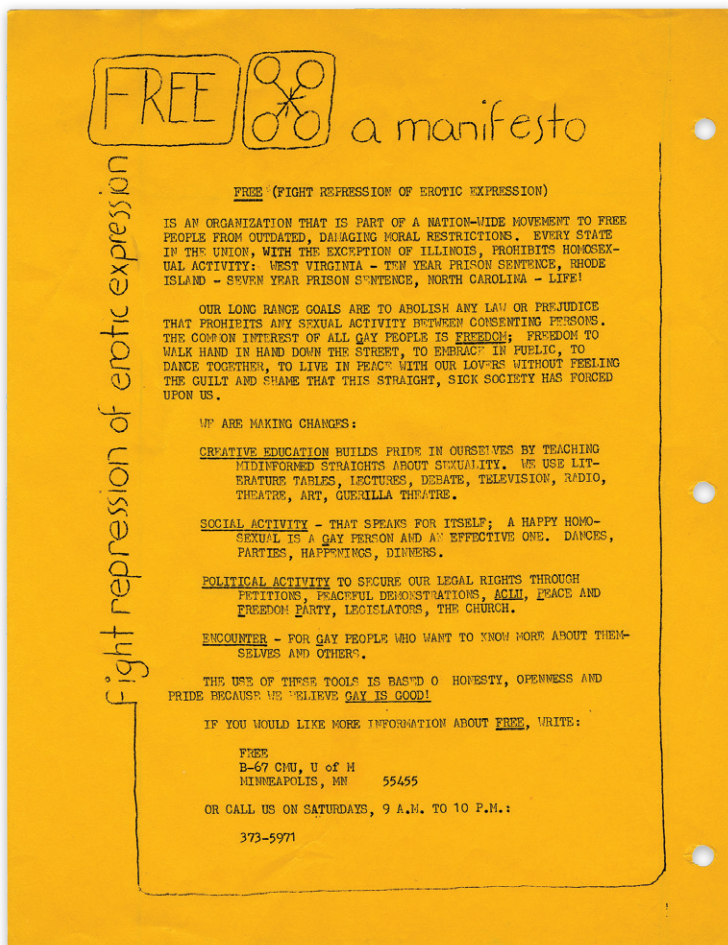 FREE
a manifesto
fight repression of erotic expression
FREE (FIGHT REPRESSION OF EROTIC EXPRESSION)
IS AN ORGANIZATION THAT IS PART OF A NATION-WIDE MOVEMENT TO FREE
PEOPLE FROM OUTDATED, DAMAGING MORAL RESTRICTIONS. EVERY STATE
IN THE UNION, WITH THE EXCEPTION OF ILLINOIS, PROHIBITS HOMOSEX-
UAL ACTIVITY: WEST VIRGINIA - TEN YEAR PRISON SENTENCE, RHODE
ISLAND - SEVEN YEAR PRISON SENTENCE, NORTH CAROLINA - LIFE!
OUR LONG RANGE GOALS ARE TO ABOLISH ANY LAW OR PREJUDICE
THAT PROHIBITS ANY SEXUAL ACTIVITY BETWEEN CONSENTING PERSONS.
THE COMMON INTEREST OF ALL GAY PEOPLE IS FREEDOM; FREEDOM TO
WALK HAND IN HAND DOWN THE STREET, TO EMBRACE IN PUBLIC, TO
DANCE TOGETHER, TO LIVE IN PEACE WITH OUR LOVERS WITHOUT FEELING
THE GUILT AND SHAME THAT THIS STRAIGHT, SICK SOCIETY HAS FORCED
UPON US.
WE ARE MAKING CHANGES:
CREATIVE EDUCATION BUILDS PRIDE IN OURSELVES BY TEACHING
MIDINFORMED STRAIGHTS ABOUT SEXUALITY. WE USE LIT-
ERATURE TABLES, LECTURES, DEBATE, TELEVISION, RADIO,
THEATRE, ART, GUERILLA THEATRE.
SOCIAL ACTIVITY - THAT SPEAKS FOR ITSELF; A HAPPY HOMO-
SEXUAL IS A GAY PERSON AND AN EFFECTIVE ONE. DANCES,
PARTIES, HAPPENINGS, DINNERS.
POLITICAL ACTIVITY TO SECURE OUR LEGAL RIGHTS THROUGH
PETITIONS, PEACEFUL DEMONSTRATIONS, ACLU, PEACE AND
FREEDOM PARTY, LEGISLATORS, THE CHURCH.
ENCOUNTER - FOR GAY PEOPLE WHO WANT TO KNOW MORE ABOUT THEM-
SELVES AND OTHERS.
THE USE OF THESE TOOLS IS BASED O HONESTY, OPENNESS AND
PRIDE BECAUSE WE BELIEVE GAY IS GOOD!
IF YOU WOULD LIKE MORE INFORMATION ABOUT FREE, WRITE:
FREE
B-67 CMU, U of M
MINNEAPOLIS, MN 55455
OR CALL US ON SATURDAYS, 9 A.M. TO 10 P.M.:
373-5971